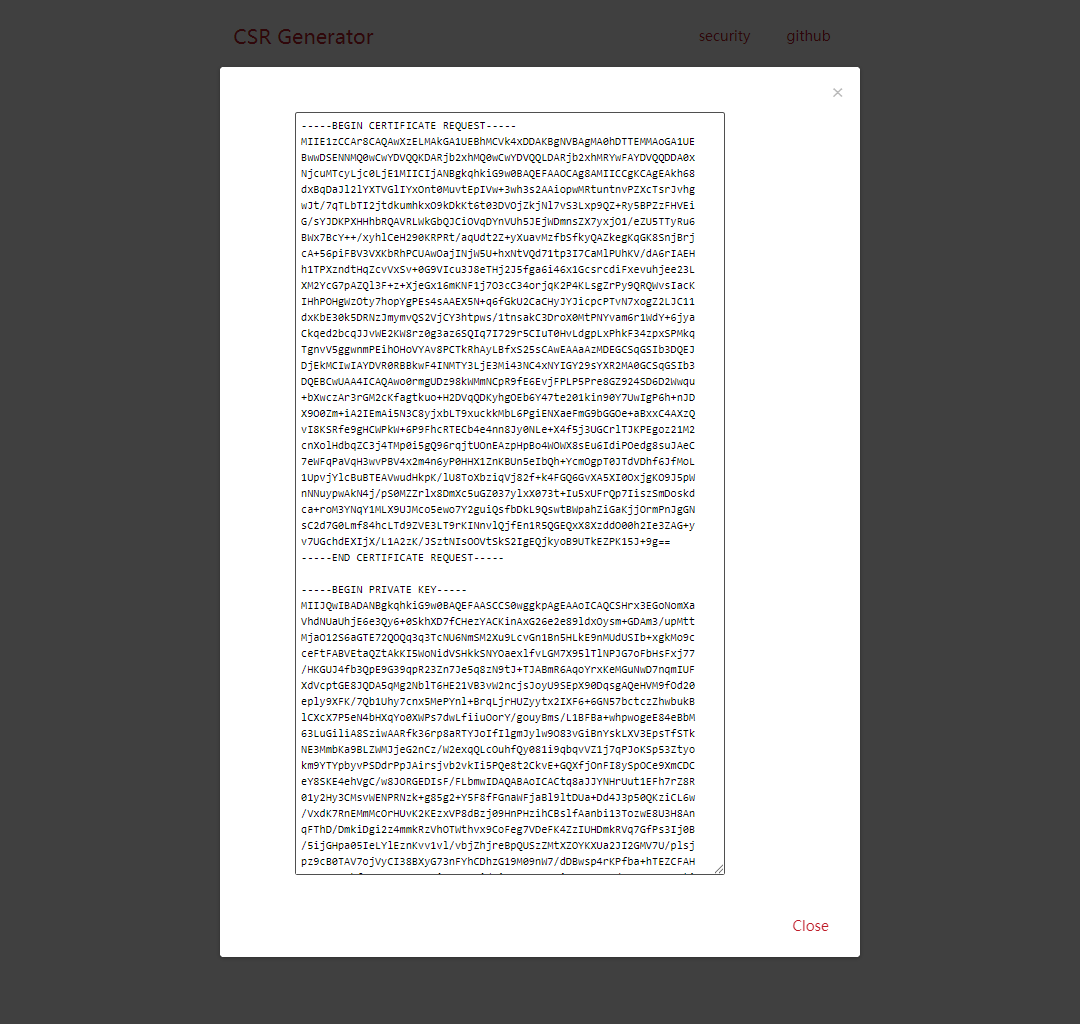 CSR Generator
security
github
×
-----BEGIN CERTIFICATE REQUEST-----
MIIE1zCCAr8CAQAwXzELMAkGA1UEBhMCVk4xDDAKBgNVBAgMA0hDTTEMMAoGA1UE
BwwDSENNMQ0wCwYDVQQKDARjb2xhMQ0wCwYDVQQLDARjb2xhMRYwFAYDVQQDDA0x
NjcuMTcyLjc0LjE1MIICIjANBgkqhkiG9w0BAQEFAAOCAg8AMIICCgKCAgEAkh68
dxBqDaJl2lYXTVGlIYxOnt0MuvtEpIVw+3wh3s2AAiopwMRtuntnvPZXcTsrJvhg
wJt/7qTLbTI2jtdkumhkxO9kDkKt6t03DVOjZkjNl7vS3Lxp9QZ+Ry5BPZzFHVEi
G/sYJDKPXHHhbRQAVRLWkGbQJCiOVqDYnVUh5JEjWDmnsZX7yxjO1/eZU5TTyRu6
BWx7BcY++/xyhlCeH290KRPRt/aqUdt2Z+yXuavMzfbSfkyQAZkegKqGK8SnjBrj
cA+56piFBV3VXKbRhPCUAwOajINjW5U+hxNtVQd71tp3I7CaMlPUhKV/dA6rIAEH
h1TPXzndtHqZcvVxSv+0G9VIcu3J8eTHj2J5fga6i46x1GcsrcdiFxevuhjee23L
XM2YcG7pAZQl3F+z+XjeGx16mKNF1j7O3cC34orjqK2P4KLsgZrPy9QRQWvsIacK
IHhPOHgWzOty7hopYgPEs4sAAEX5N+q6fGkU2CaCHyJYJicpcPTvN7xogZ2LJC11
dxKbE30k5DRNzJmymvQS2VjCY3htpws/1tnsakC3DroX0MtPNYvam6r1WdY+6jya
Ckqed2bcqJJvWE2KW8rz0g3az6SQIq7I729r5CIuT0HvLdgpLxPhkF34zpxSPMkq
TgnvV5ggwnmPEihOHoVYAv8PCTkRhAyLBfxS25sCAwEAAaAzMDEGCSqGSIb3DQEJ
DjEkMCIwIAYDVR0RBBkwF4INMTY3LjE3Mi43NC4xNYIGY29sYXR2MA0GCSqGSIb3
DQEBCwUAA4ICAQAwo0rmgUDz98kWMmNCpR9fE6EvjFPLP5Pre8GZ924SD6D2Wwqu
+bXwczAr3rGM2cKfagtkuo+H2DVqQDKyhgOEb6Y47te201kin90Y7UwIgP6h+nJD
X9O0Zm+iA2IEmAi5N3C8yjxbLT9xuckkMbL6PgiENXaeFmG9bGGOe+aBxxC4AXzQ
vI8KSRfe9gHCWPkW+6P9FhcRTECb4e4nn8Jy0NLe+X4f5j3UGCrlTJKPEgoz21M2
cnXolHdbqZC3j4TMp0i5gQ96rqjtUOnEAzpHpBo4WOWX8sEu6IdiPOedg8suJAeC
7eWFqPaVqH3wvPBV4x2m4n6yP0HHX1ZnKBUn5eIbQh+YcmOgpT0JTdVDhf6JfMoL
1UpvjYlcBuBTEAVwudHkpK/lU8ToXbziqVj82f+k4FGQ6GvXA5XI0OxjgKO9J5pW
nNNuypwAkN4j/pS0MZZrlx8DmXc5uGZ037ylxX073t+Iu5xUFrQp7IiszSmDoskd
ca+roM3YNqY1MLX9UJMco5ewo7Y2guiQsfbDkL9QswtBWpahZiGaKjjOrmPnJgGN
sC2d7G0Lmf84hcLTd9ZVE3LT9rKINnvlQjfEn1R5QGEQxX8XzddO00h2Ie3ZAG+y
v7UGchdEXIjX/L1A2zK/JSztNIsOOVtSkS2IgEQjkyoB9UTkEZPK15J+9g==
-----END CERTIFICATE REQUEST-----
-----BEGIN PRIVATE KEY-----
MIIJQwIBADANBgkqhkiG9w0BAQEFAASCCS0wggkpAgEAAoICAQCSHrx3EGoNomXa
VhdNUaUhjE6e3Qy6+0SkhXD7fCHezYACKinAxG26e2e89ldxOysm+GDAm3/upMtt
MjaO12S6aGTE72QOQq3q3TcNU6NmSM2Xu9LcvGn1Bn5HLkE9nMUdUSIb+xgkMo9c
ceFtFABVEtaQZtAkKI5WoNidVSHkkSNYOaexlfvLGM7X95lTlNPJG7oFbHsFxj77
/HKGUJ4fb3QpE9G39qpR23Zn7Je5q8zN9tJ+TJABmR6AqoYrxKeMGuNwD7nqmIUF
XdVcptGE8JQDA5qMg2NblT6HE21VB3vW2ncjsJoyU9SEpX90DqsgAQeHVM9fOd20
eply9XFK/7Qb1Uhy7cnx5MePYnl+BrqLjrHUZyytx2IXF6+6GN57bctczZhwbukB
lCXcX7P5eN4bHXqYo0XWPs7dwLfiiuOorY/gouyBms/L1BFBa+whpwogeE84eBbM
63LuGiliA8SziwAARfk36rp8aRTYJoIfIlgmJylw9O83vGiBnYskLXV3EpsTfSTk
NE3MmbKa9BLZWMJjeG2nCz/W2exqQLcOuhfQy081i9qbqvVZ1j7qPJoKSp53Ztyo
km9YTYpbyvPSDdrPpJAirsjvb2vkIi5PQe8t2CkvE+GQXfjOnFI8ySpOCe9XmCDC
eY8SKE4ehVgC/w8JORGEDIsF/FLbmwIDAQABAoICACtq8aJJYNHrUut1EFh7rZ8R
01y2Hy3CMsvWENPRNzk+g85g2+Y5F8fFGnaWFjaBl9ltDUa+Dd4J3p50QKziCL6w
/VxdK7RnEMmMcOrHUvK2KEzxVP8dBzj09HnPHzihCBslfAanbi13TozwE8U3H8An
qFThD/DmkiDgi2z4mmkRzVhOTWthvx9CoFeg7VDeFK4ZzIUHDmkRVq7GfPs3Ij0B
/5ijGHpa05IeLYlEznKvv1vl/vbjZhjreBpQUSzZMtXZOYKXUa2JI2GMV7U/plsj
pz9cB0TAV7ojVyCI38BXyG73nFYhCDhzG19M09nW7/dDBwsp4rKPfba+hTEZCFAH
Close